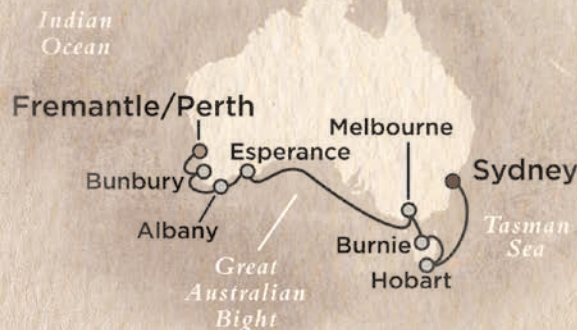 Indian
Ocean
Fremantle/Perth
Melbourne
Esperance
Sydney
Bunbury
Albany
Tasman
Sea
Burnie
Great
Australian
Bight
Hobart